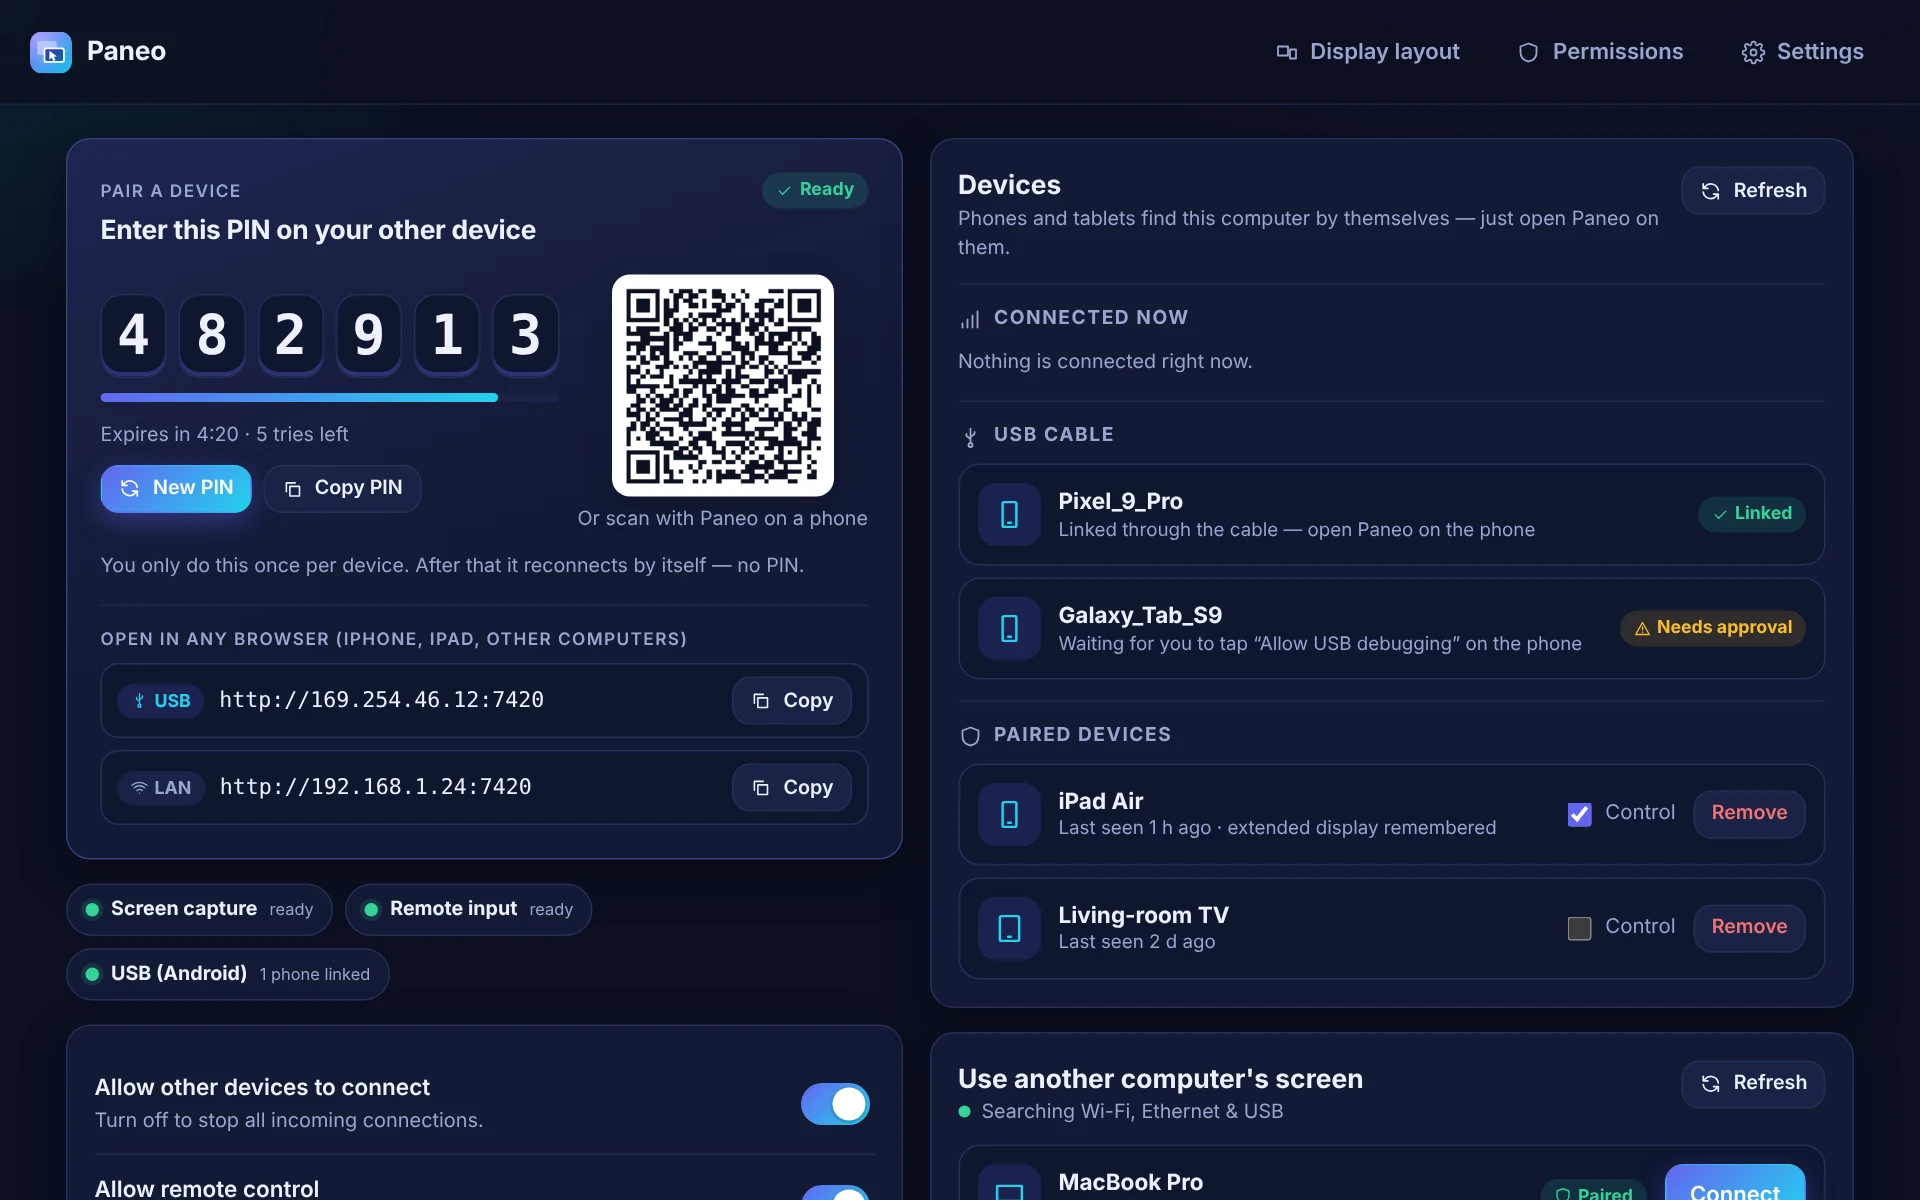 Paneo
Display layout
Permissions
Settings
PAIR A DEVICE
Ready
Enter this PIN on your other device
4 8 2 9 1 3
Expires in 4:20 · 5 tries left
New PIN
Copy PIN
Or scan with Paneo on a phone
You only do this once per device. After that it reconnects by itself — no PIN.
OPEN IN ANY BROWSER (IPHONE, IPAD, OTHER COMPUTERS)
USB http://169.254.46.12:7420 Copy
LAN http://192.168.1.24:7420 Copy
Screen capture ready
Remote input ready
USB (Android) 1 phone linked
Allow other devices to connect
Turn off to stop all incoming connections.
Allow remote control
Devices
Refresh
Phones and tablets find this computer by themselves — just open Paneo on
them.
CONNECTED NOW
Nothing is connected right now.
USB CABLE
Pixel_9_Pro
Linked through the cable — open Paneo on the phone
Linked
Galaxy_Tab_S9
Waiting for you to tap “Allow USB debugging” on the phone
Needs approval
PAIRED DEVICES
iPad Air
Last seen 1 h ago · extended display remembered
Control
Remove
Living-room TV
Last seen 2 d ago
Control
Remove
Use another computer's screen
Refresh
Searching Wi-Fi, Ethernet & USB
MacBook Pro
Paired
Connect